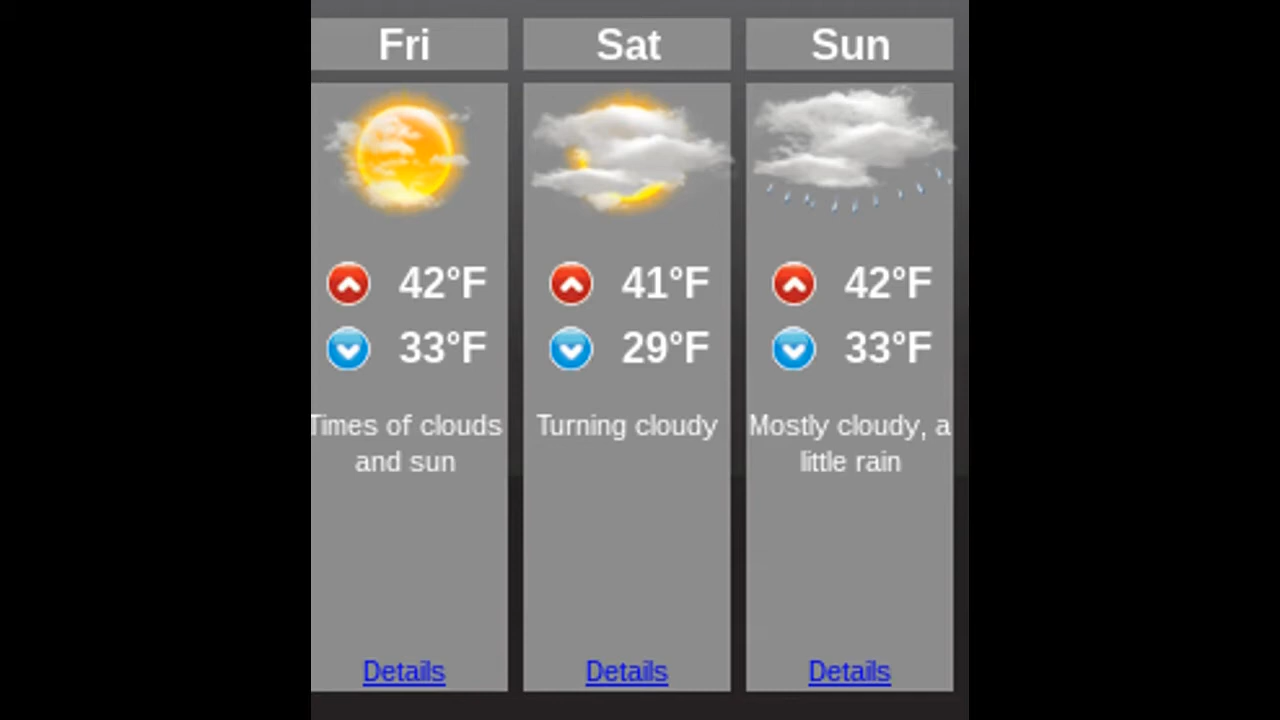 Fri
Sat
Sun
42°F
41°F
42°F
33°F
29°F
33°F
Times of clouds
and sun
Turning cloudy
Mostly cloudy, a
little rain
Details
Details
Details